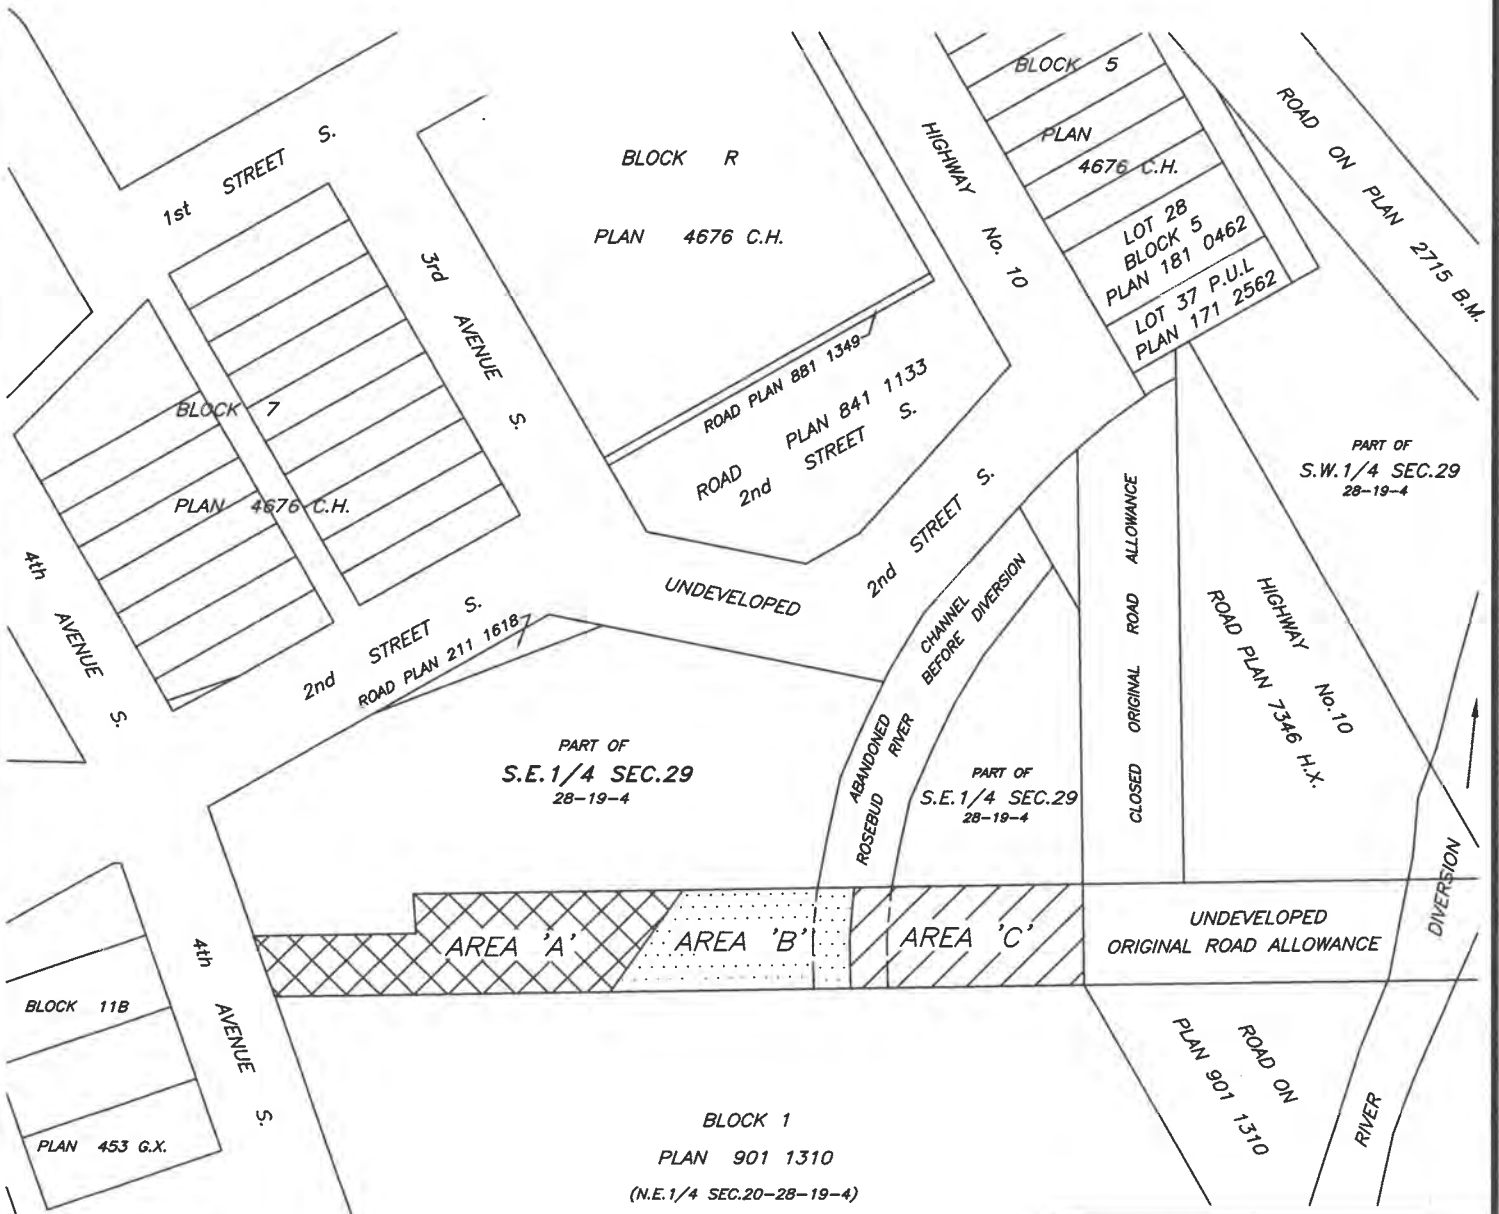 BLOCK 5
PLAN
4676 C.H.
LOT 28
BLOCK 5
PLAN 181 0462
LOT 37 P.U.L
PLAN 171 2562
ROAD ON PLAN 2715 B.M.
HIGHWAY No. 10
1st STREET S.
BLOCK R
PLAN 4676 C.H.
3rd AVENUE S.
ROAD PLAN 881 1349
ROAD PLAN 841 1133
2nd STREET S.
BLOCK 7
PLAN 4676 C.H.
4th AVENUE S.
PART OF
S.W.1/4 SEC.29
28-19-4
2nd STREET S.
UNDEVELOPED
2nd STREET S.
ROAD PLAN 211 1618
ABANDONED CHANNEL
ROSEBUD RIVER BEFORE DIVERSION
CLOSED ORIGINAL ROAD ALLOWANCE
HIGHWAY No.10
ROAD PLAN 7346 H.X.
PART OF
S.E.1/4 SEC.29
28-19-4
PART OF
S.E.1/4 SEC.29
28-19-4
AREA 'A'
AREA 'B'
AREA 'C'
UNDEVELOPED
ORIGINAL ROAD ALLOWANCE
RIVER DIVERSION
4th AVENUE S.
BLOCK 11B
PLAN 453 G.X.
ROAD ON
PLAN 901 1310
BLOCK 1
PLAN 901 1310
(N.E.1/4 SEC.20-28-19-4)